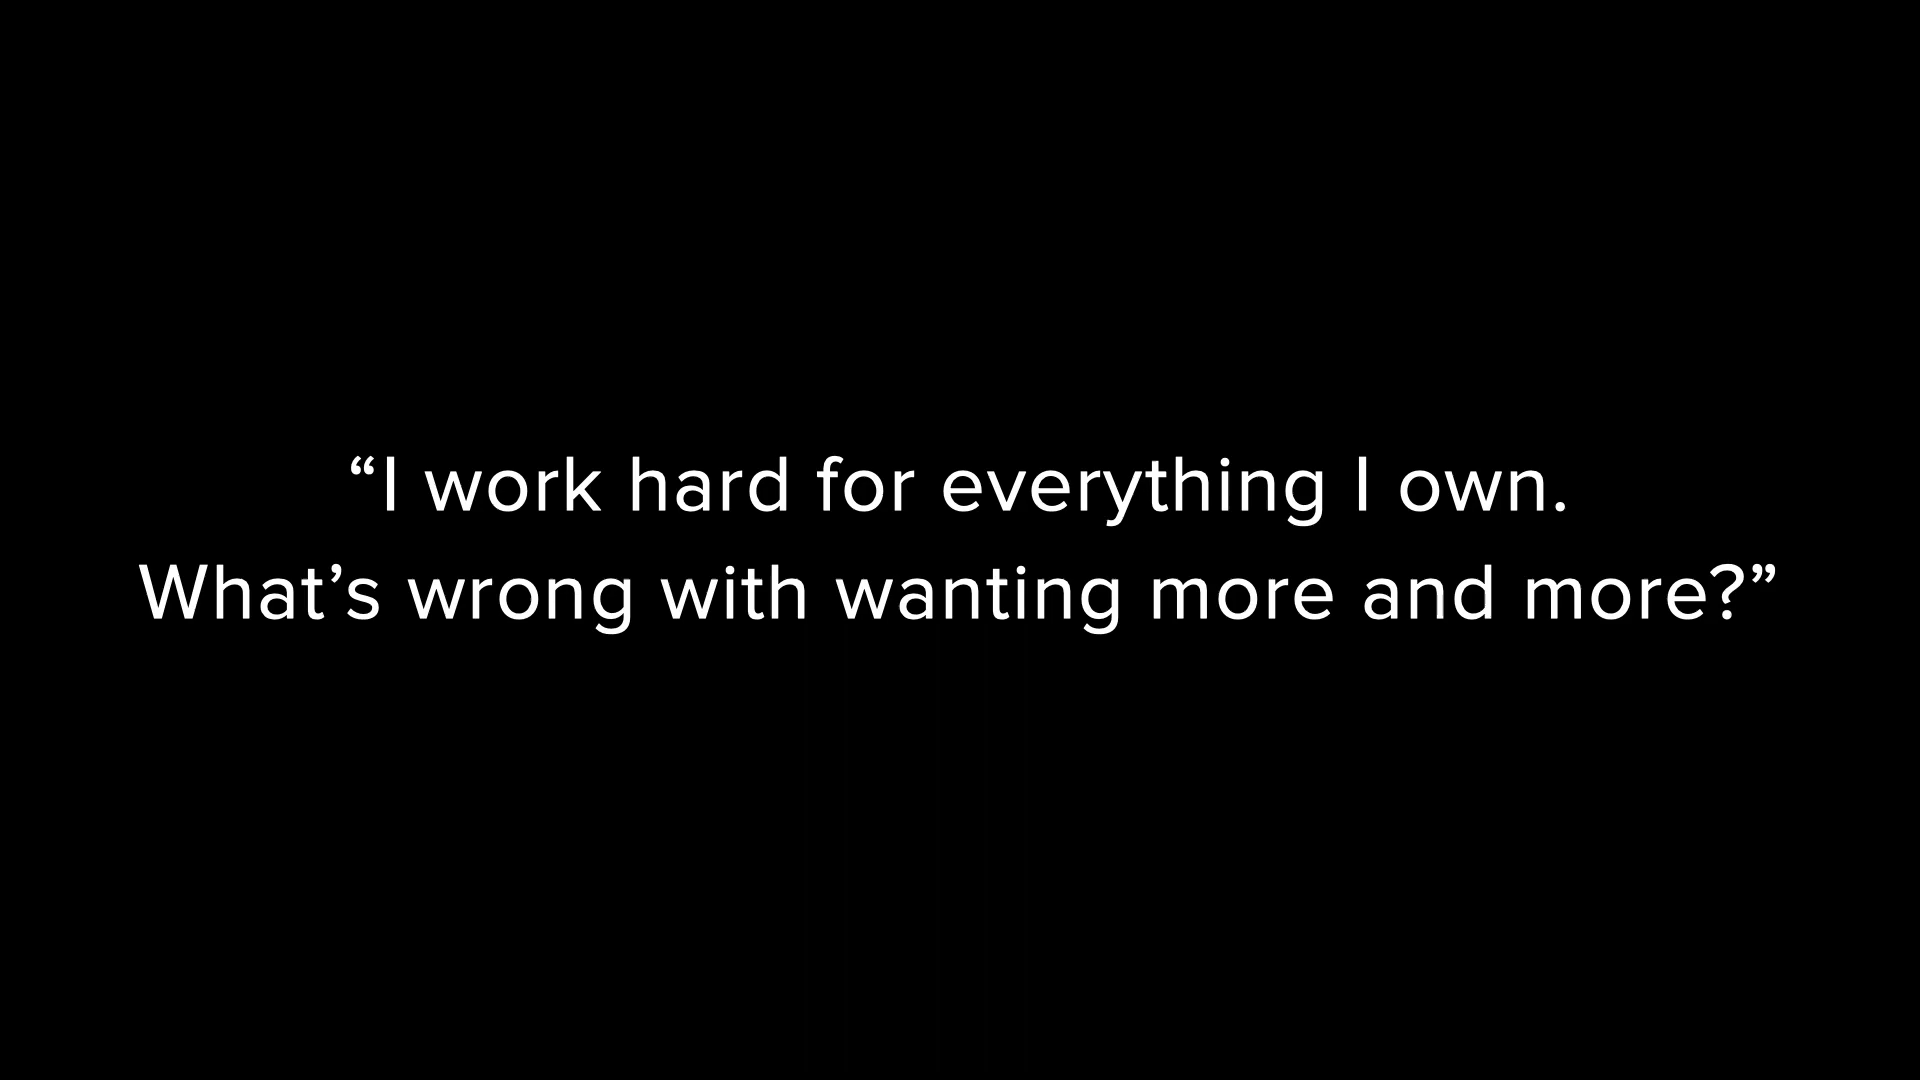 “I work hard for everything I own.
What’s wrong with wanting more and more?”